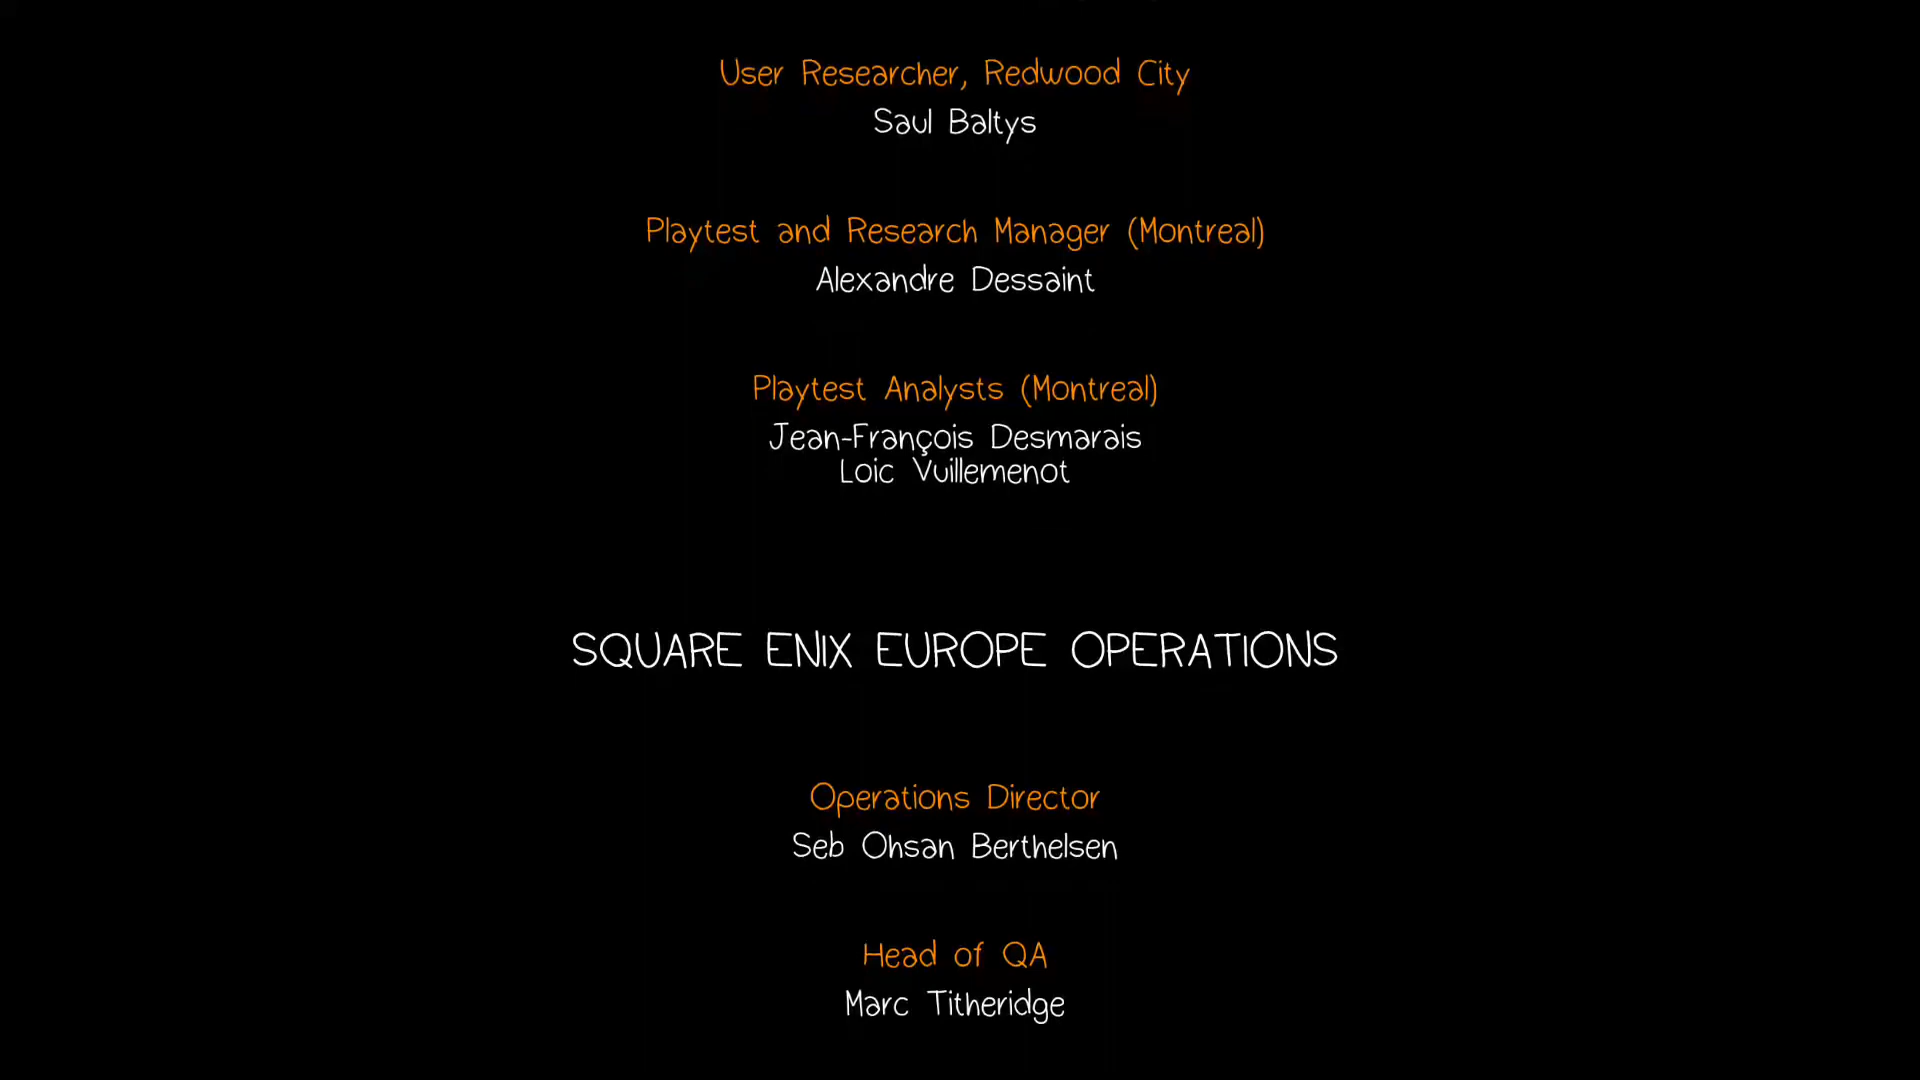 User Researcher, Redwood City
Saul Baltys
Playtest and Research Manager (Montreal)
Alexandre Dessaint
Playtest Analysts (Montreal)
Jean-François Desmarais
Loic Vuillemenot
SQUARE ENIX EUROPE OPERATIONS
Operations Director
Seb Ohsan Berthelsen
Head of QA
Marc Titheridge